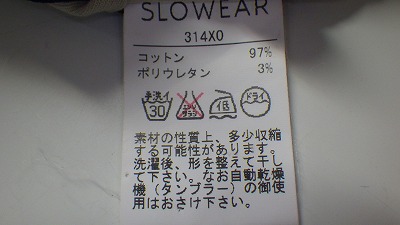 SLOWEAR
314X0
コットン 97%
ポリウレタン 3%
手洗イ 30 エンソサラシ 低 ドライ
素材の性質上、多少収縮
する可能性があります。
洗濯後、形を整えて干し
て下さい。なお自動乾燥
機(タンブラー)の御使
用はおさけ下さい。